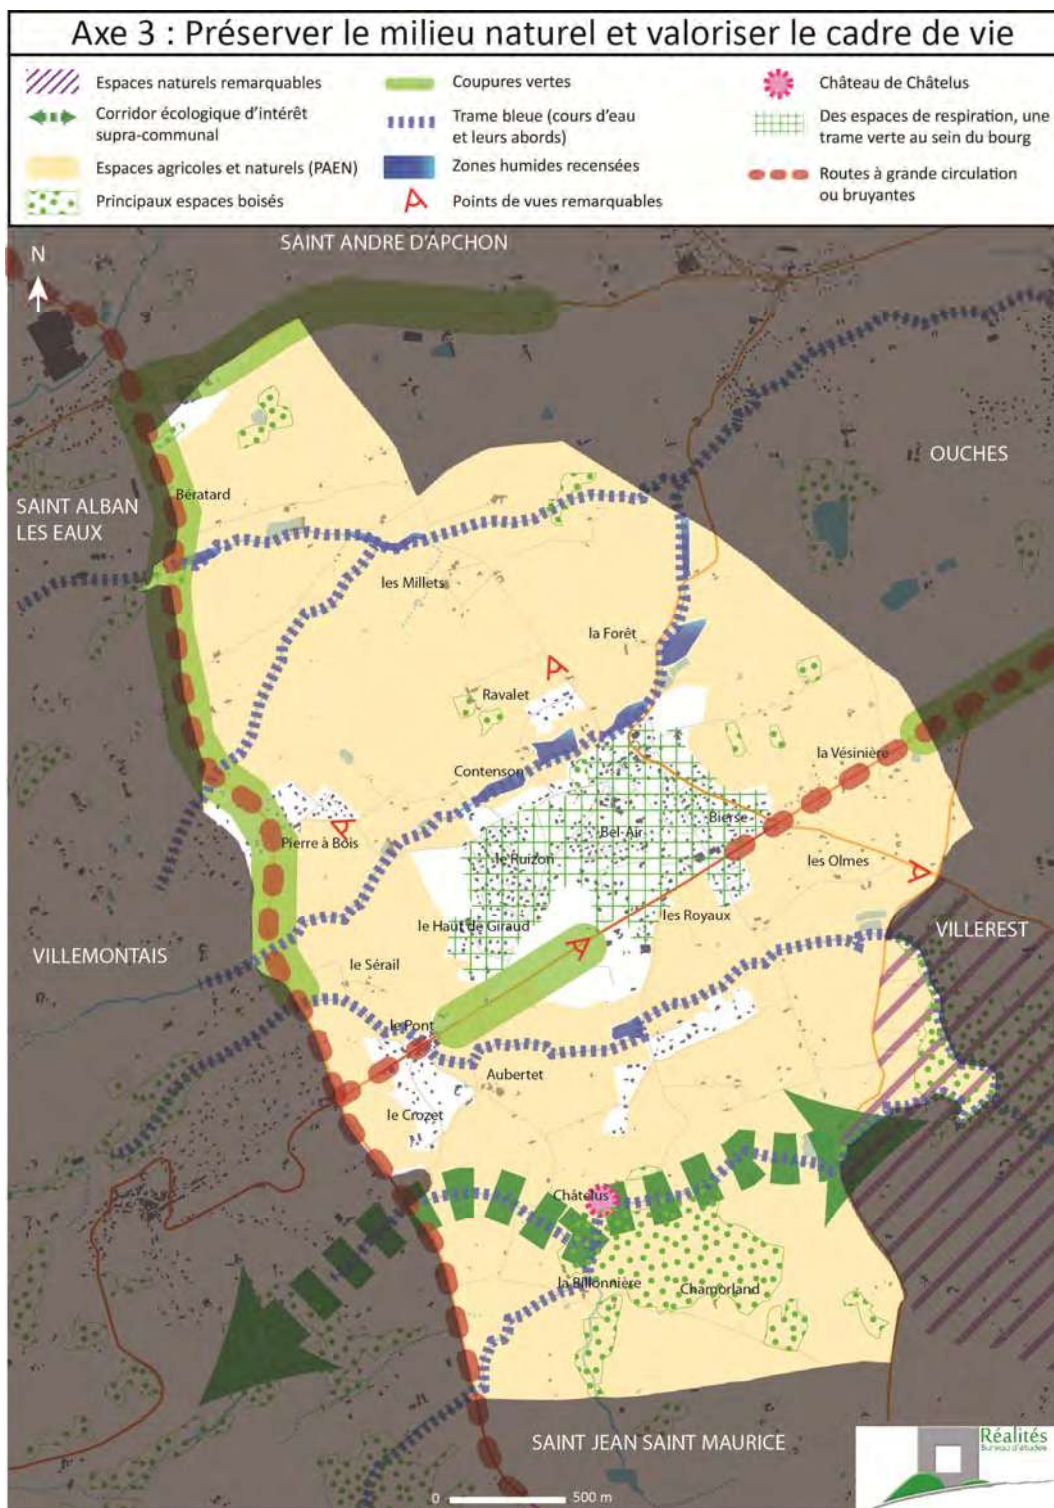 Axe 3 : Préserver le milieu naturel et valoriser le cadre de vie
Espaces naturels remarquables
Corridor écologique d'intérêt
supra-communal
Espaces agricoles et naturels (PAEN)
Principaux espaces boisés
Coupures vertes
Trame bleue (cours d'eau
et leurs abords)
Zones humides recensées
Points de vues remarquables
Château de Châtelus
Des espaces de respiration, une
trame verte au sein du bourg
Routes à grande circulation
ou bruyantes
SAINT ANDRE D'APCHON
N
OUCHES
Bératard
SAINT ALBAN
LES EAUX
les Millets
la Forêt
Ravalet
la Vésinière
Contenson
Bierse
Bel-Air
Pierre à Bois
le Ruizon
les Olmes
les Royaux
le Haut de Giraud
VILLEREST
VILLEMONTAIS
le Sérail
le Pont
Aubertet
le Crozet
Châtelus
la Billonnière
Chamorland
SAINT JEAN SAINT MAURICE
Réalités
Bureau d'études
0 500 m